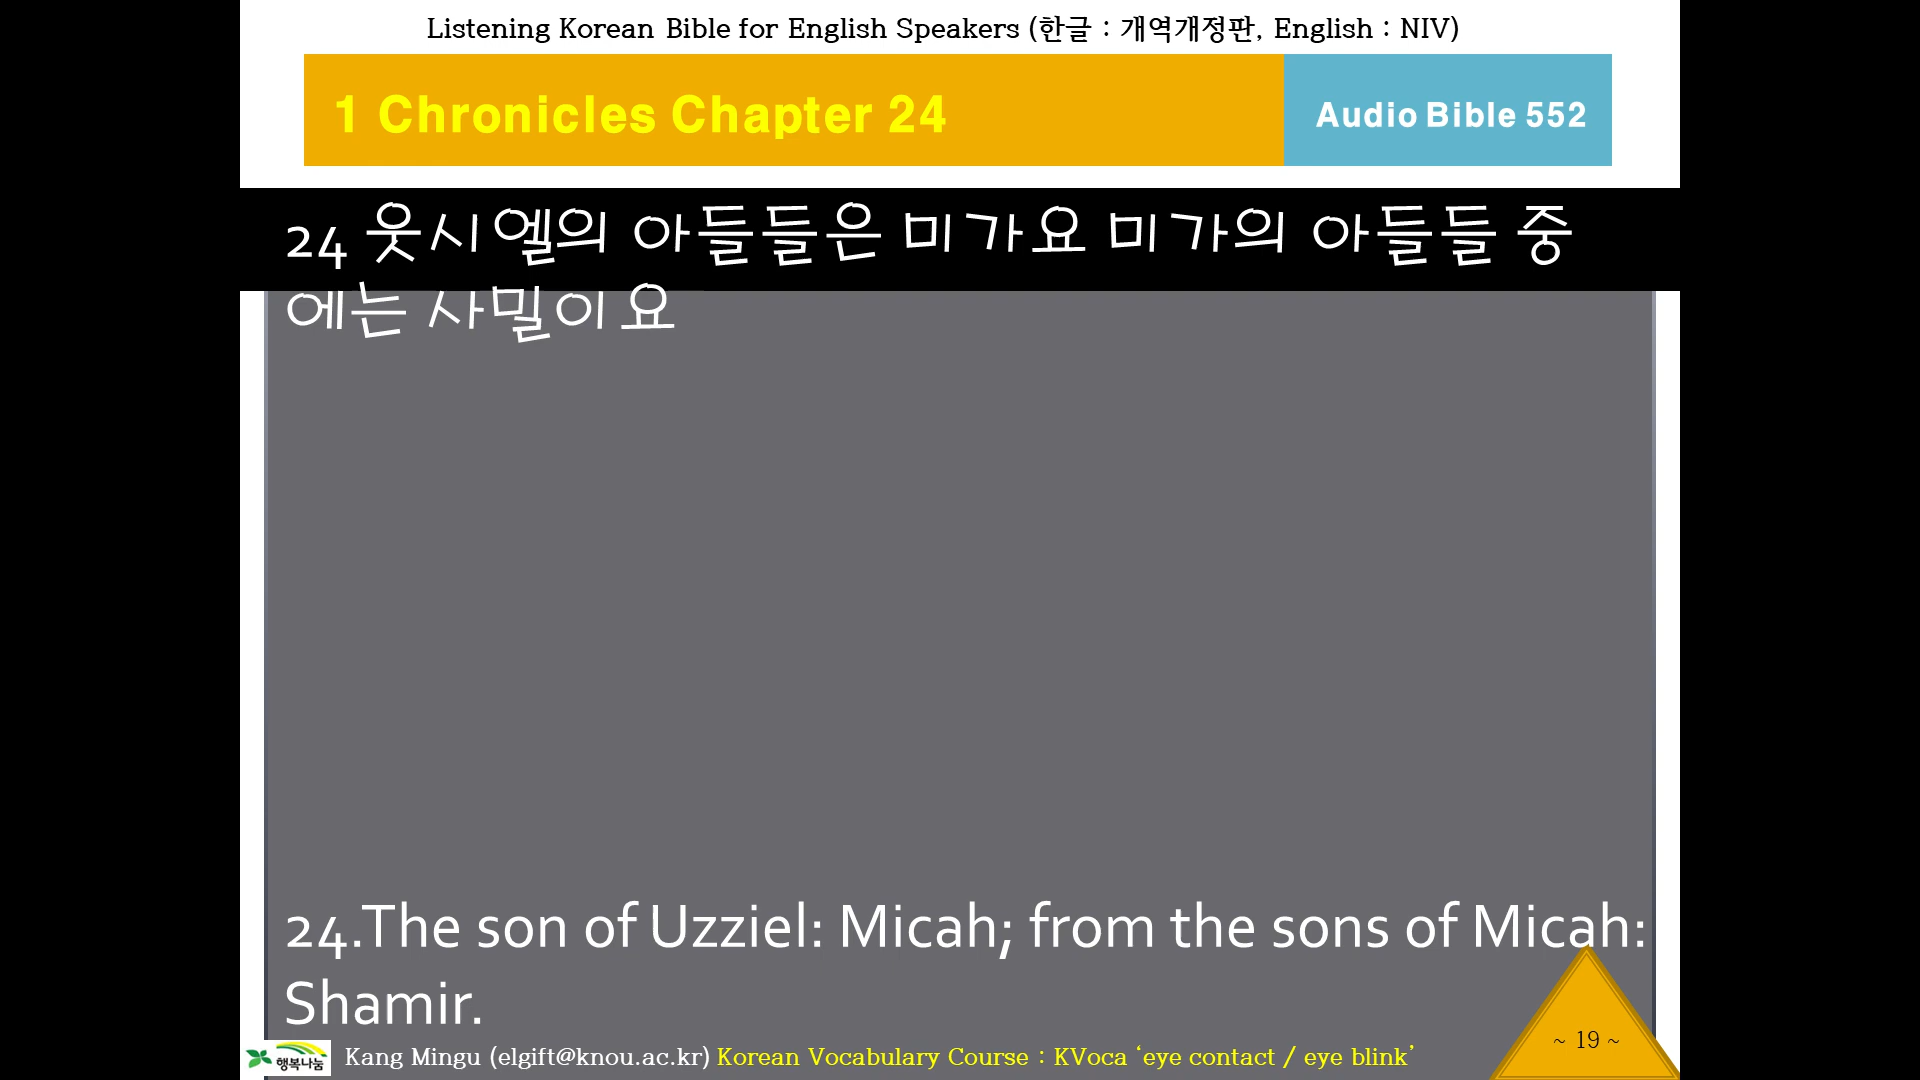 Listening Korean Bible for English Speakers (한글 : 개역개정판, English : NIV)
1 Chronicles Chapter 24
Audio Bible 552
24 웃시엘의 아들들은 미가요 미가의 아들들 중
에는 사밀이요
24.The son of Uzziel: Micah; from the sons of Micah:
Shamir.
~ 19 ~
행복나눔
Kang Mingu (elgift@knou.ac.kr) Korean Vocabulary Course : KVoca ‘eye contact / eye blink’